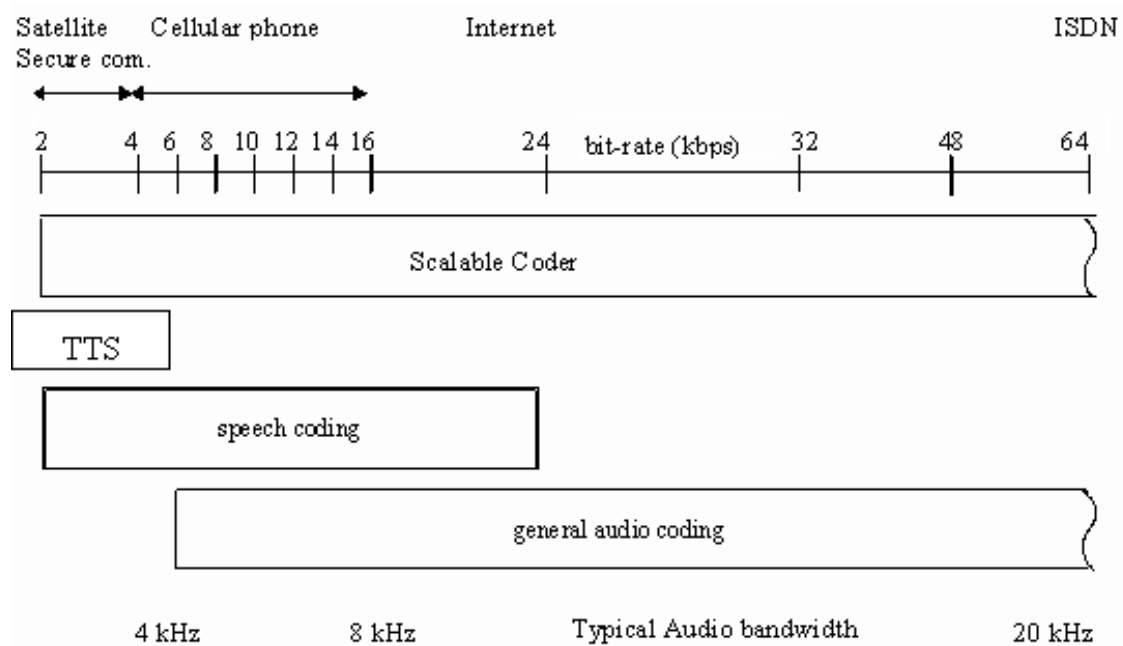 Satellite Cellular phone Internet ISDN
Secure com.
2 4 6 8 10 12 14 16 24 bit-rate (kbps) 32 48 64
Scalable Coder
TTS
speech coding
general audio coding
4 kHz 8 kHz Typical Audio bandwidth 20 kHz